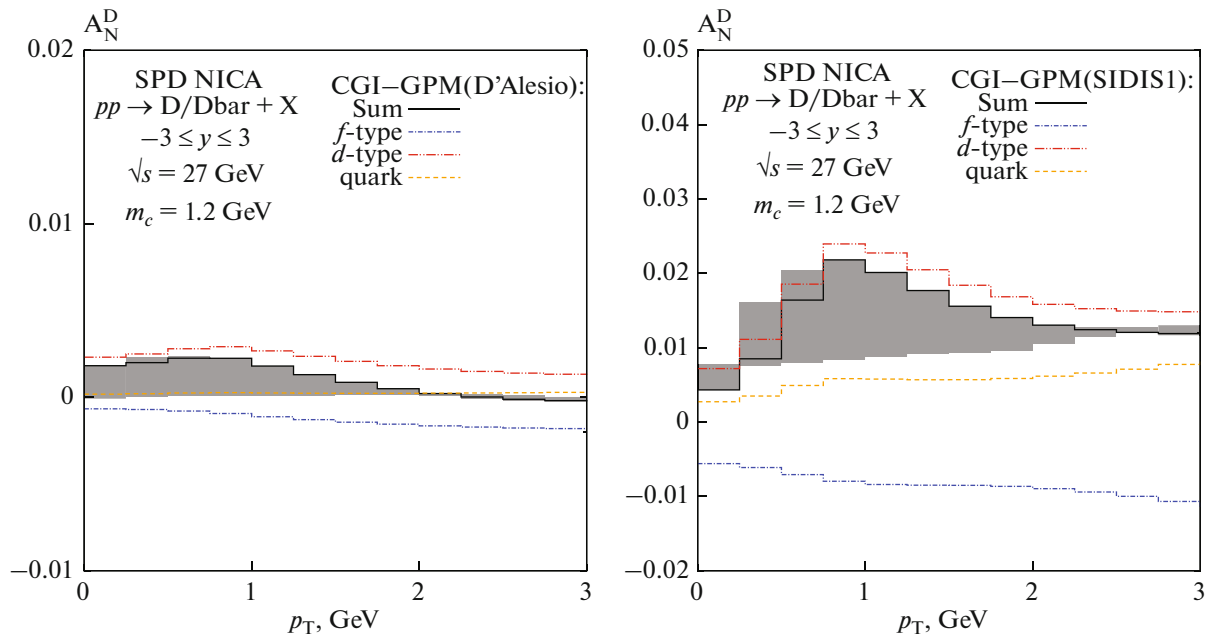 A_N^D
0.02
SPD NICA
pp → D/Dbar + X
−3 ≤ y ≤ 3
√s = 27 GeV
m_c = 1.2 GeV
CGI−GPM(D'Alesio):
Sum
f-type
d-type
quark
0.01
0
−0.01
0
1
2
3
p_T, GeV
A_N^D
0.05
SPD NICA
pp → D/Dbar + X
−3 ≤ y ≤ 3
√s = 27 GeV
m_c = 1.2 GeV
CGI−GPM(SIDIS1):
Sum
f-type
d-type
quark
0.04
0.03
0.02
0.01
0
−0.01
−0.02
0
1
2
3
p_T, GeV